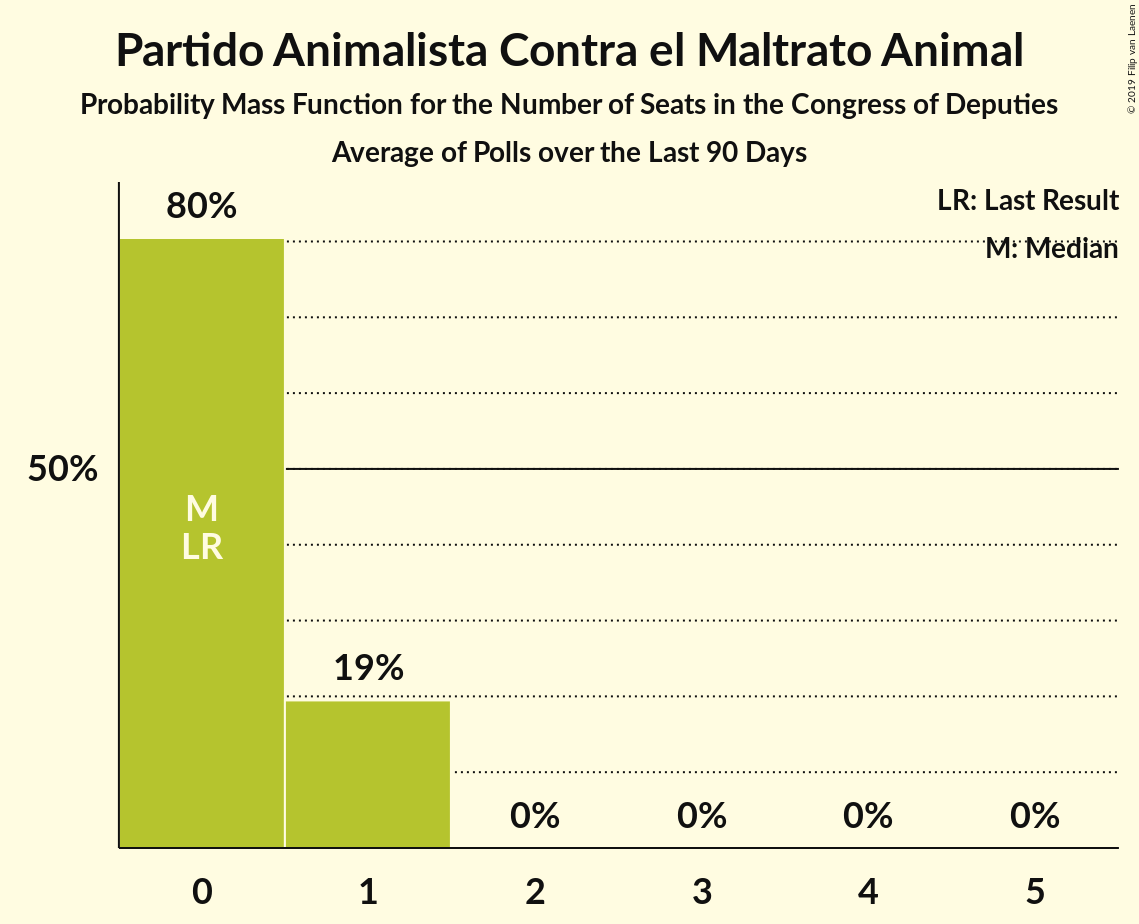 Partido Animalista Contra el Maltrato Animal
Probability Mass Function for the Number of Seats in the Congress of Deputies
Average of Polls over the Last 90 Days
© 2019 Filip van Laenen
LR: Last Result
M: Median
80%
50%
M
LR
19%
0% 0% 0% 0%
0 1 2 3 4 5